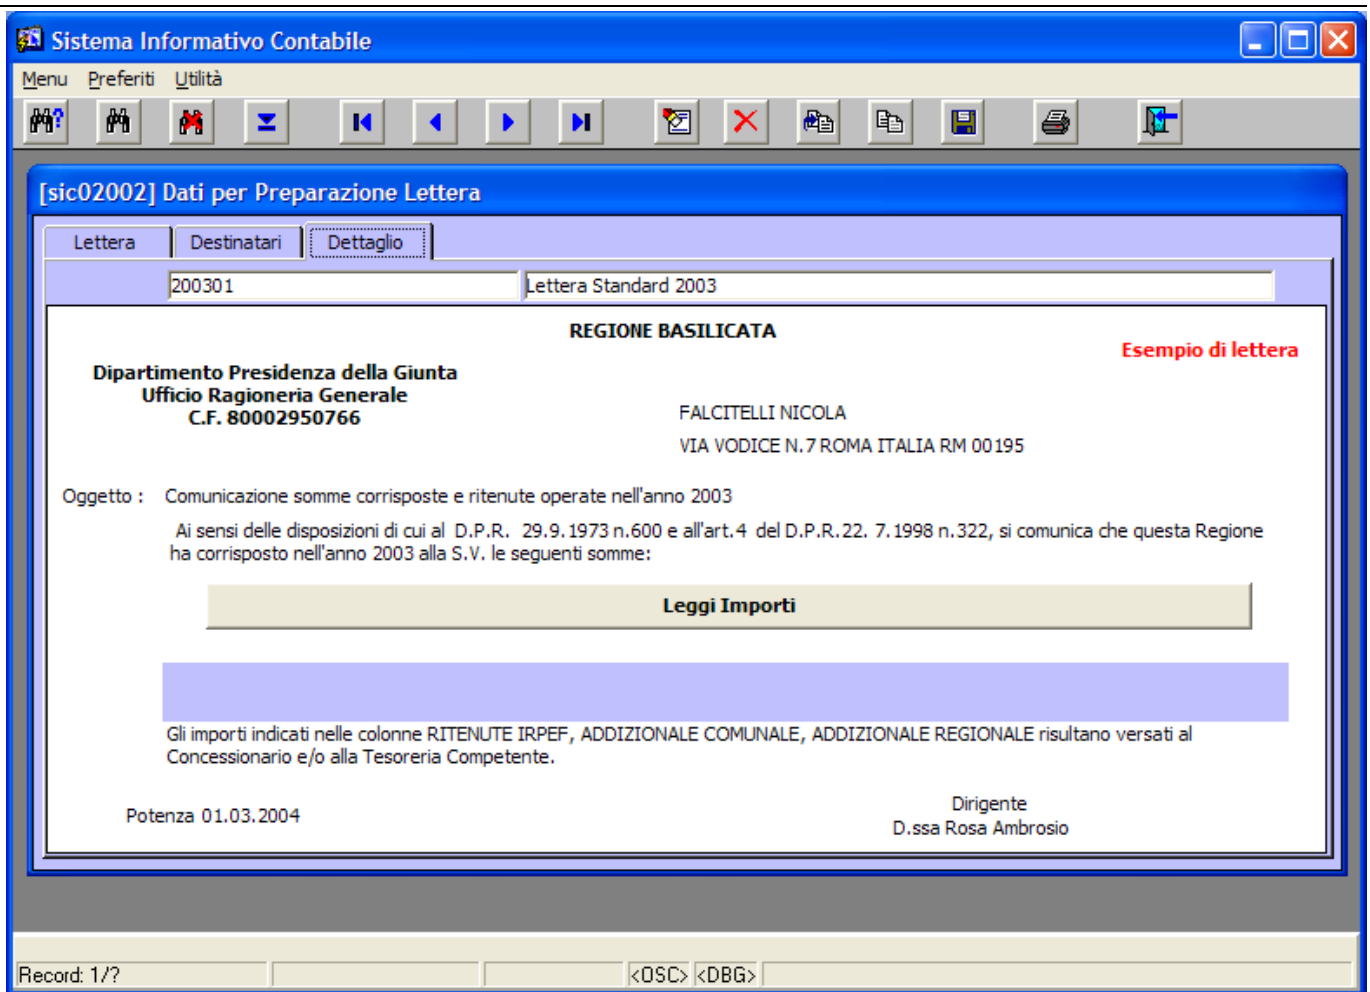 Sistema Informativo Contabile
Menu Preferiti Utilità
[sic02002] Dati per Preparazione Lettera
Lettera Destinatari Dettaglio
200301 Lettera Standard 2003
REGIONE BASILICATA
Esempio di lettera
Dipartimento Presidenza della Giunta
Ufficio Ragioneria Generale
C.F. 80002950766
FALCITELLI NICOLA
VIA VODICE N.7 ROMA ITALIA RM 00195
Oggetto : Comunicazione somme corrisposte e ritenute operate nell'anno 2003
Ai sensi delle disposizioni di cui al D.P.R. 29.9.1973 n.600 e all'art.4 del D.P.R.22. 7.1998 n.322, si comunica che questa Regione
ha corrisposto nell'anno 2003 alla S.V. le seguenti somme:
Leggi Importi
Gli importi indicati nelle colonne RITENUTE IRPEF, ADDIZIONALE COMUNALE, ADDIZIONALE REGIONALE risultano versati al
Concessionario e/o alla Tesoreria Competente.
Potenza 01.03.2004
Dirigente
D.ssa Rosa Ambrosio
Record: 1/? <OSC> <DBG>